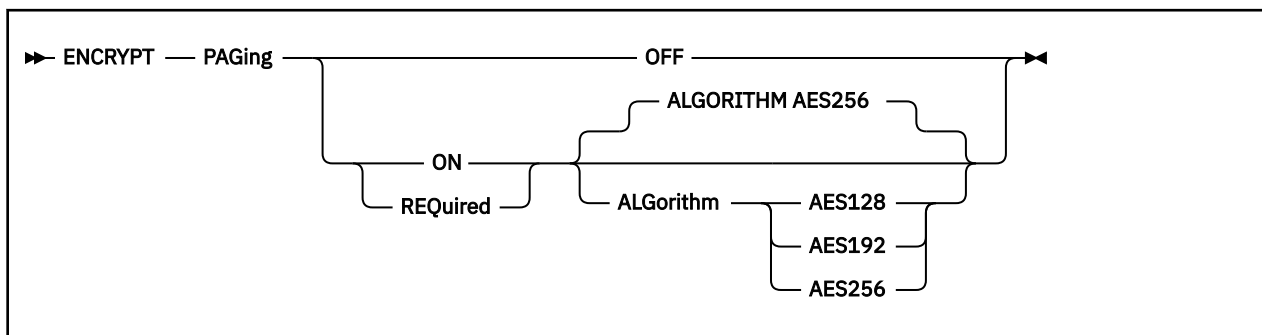 ENCRYPT PAGing OFF
ALGORITHM AES256
ON
REQuired ALGorithm AES128
AES192
AES256